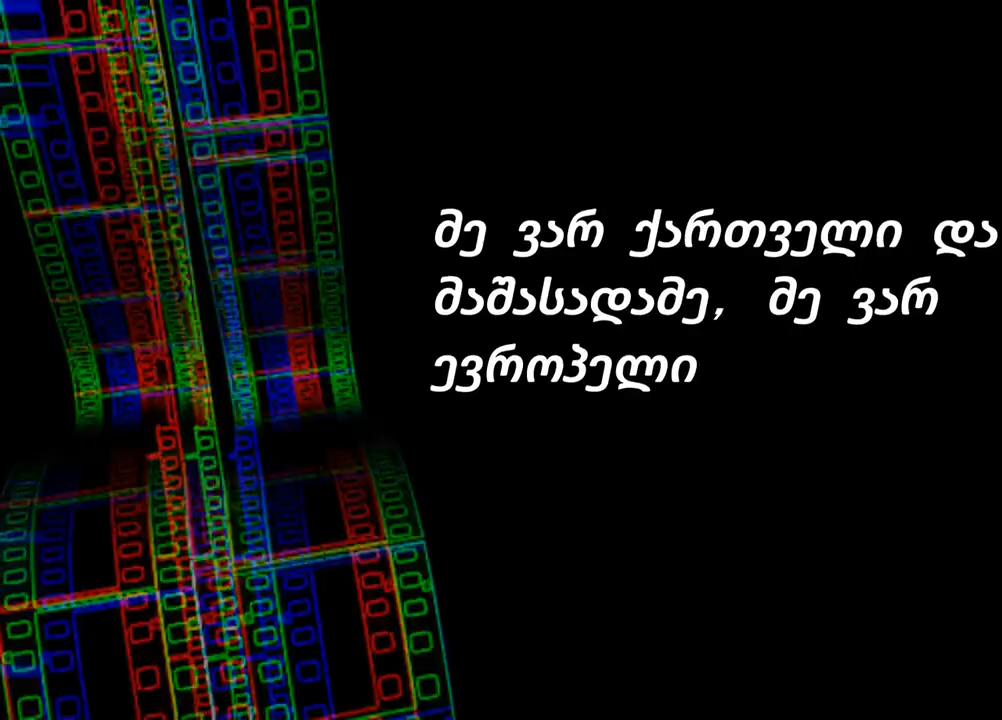 მე ვარ ქართველი და
მაშასადამე, მე ვარ
ევროპელი